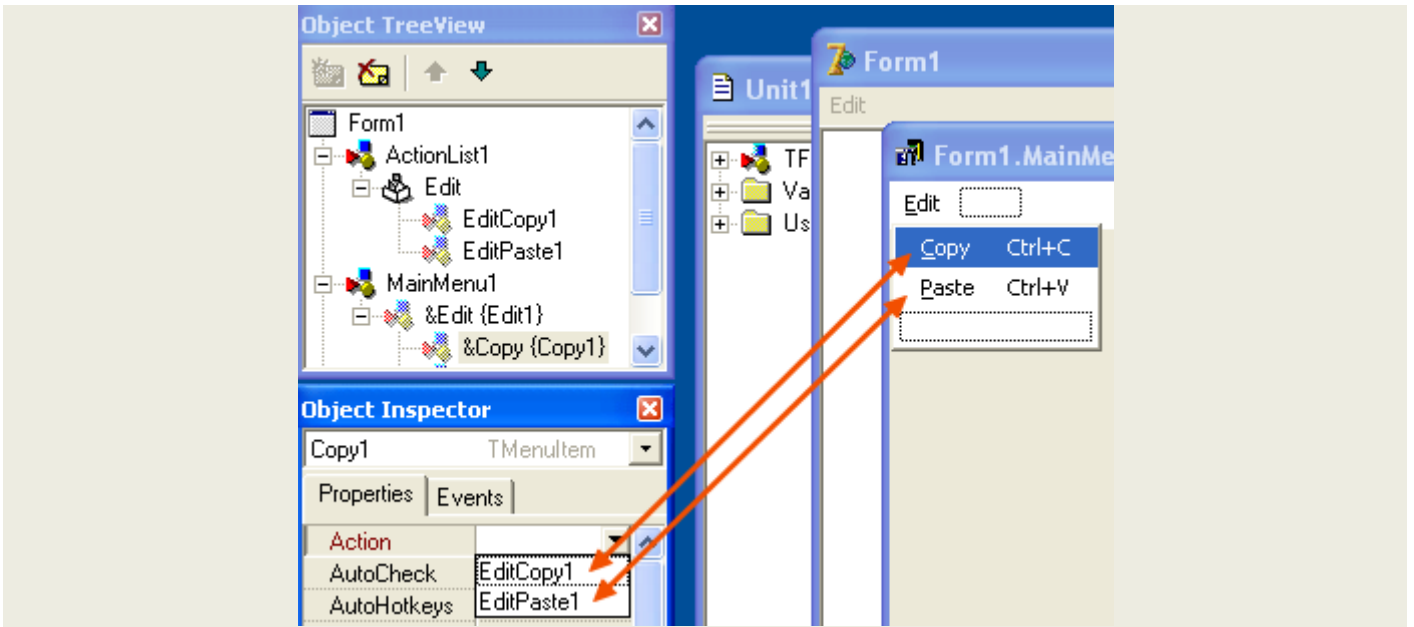 Object TreeView
Form1
ActionList1
Edit
EditCopy1
EditPaste1
MainMenu1
&Edit {Edit1}
&Copy {Copy1}
Object Inspector
Copy1 TMenuItem
Properties Events
Action
AutoCheck EditCopy1
AutoHotkeys EditPaste1
Unit1
TF
Va
Us
Form1
Edit
Form1.MainMe
Edit
Copy Ctrl+C
Paste Ctrl+V